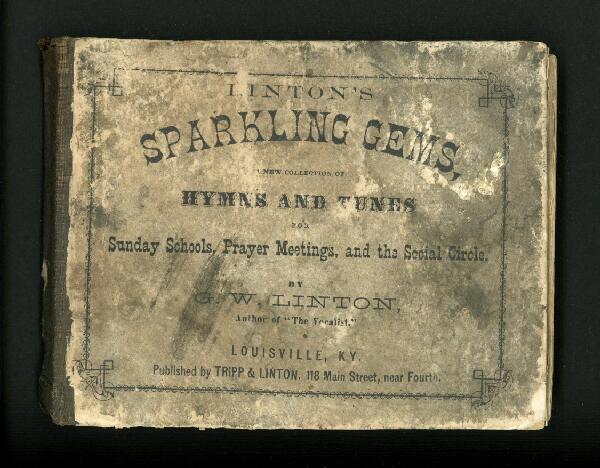 LINTON'S
SPARKLING GEMS,
A NEW COLLECTION OF
HYMNS AND TUNES
FOR
Sunday Schools, Prayer Meetings, and the Social Circle.
BY
G. W. LINTON,
Author of "The Vocalist."
LOUISVILLE, KY.
Published by TRIPP & LINTON, 118 Main Street, near Fourth.